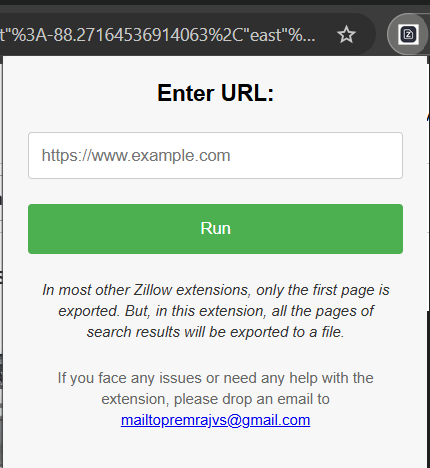 t"%3A-88.27164536914063%2C"east"%...
Enter URL:
https://www.example.com
Run
In most other Zillow extensions, only the first page is
exported. But, in this extension, all the pages of
search results will be exported to a file.
If you face any issues or need any help with the
extension, please drop an email to
mailtopremrajvs@gmail.com